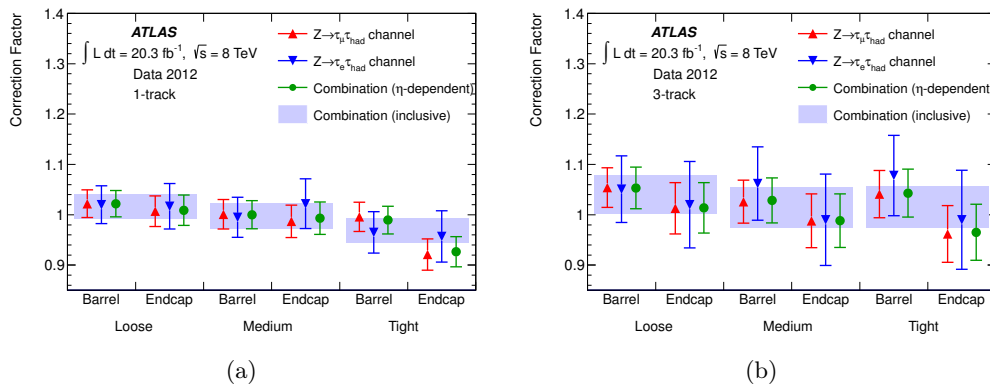 Correction Factor
1.4
1.3
1.2
1.1
1
0.9
ATLAS
∫ L dt = 20.3 fb⁻¹, √s = 8 TeV
Data 2012
1-track
Z→τμτhad channel
Z→τeτhad channel
Combination (η-dependent)
Combination (inclusive)
Barrel Endcap Barrel Endcap Barrel Endcap
Loose Medium Tight
(a)
Correction Factor
1.4
1.3
1.2
1.1
1
0.9
ATLAS
∫ L dt = 20.3 fb⁻¹, √s = 8 TeV
Data 2012
3-track
Z→τμτhad channel
Z→τeτhad channel
Combination (η-dependent)
Combination (inclusive)
Barrel Endcap Barrel Endcap Barrel Endcap
Loose Medium Tight
(b)